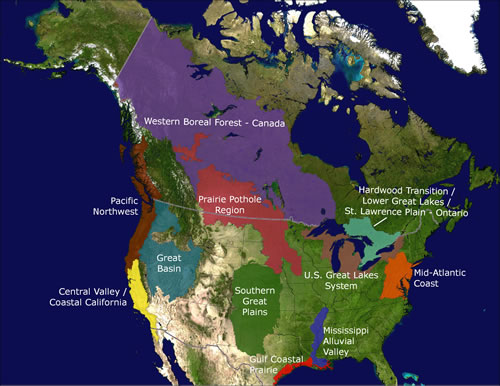 Western Boreal Forest - Canada
Hardwood Transition /
Lower Great Lakes /
St. Lawrence Plain - Ontario
Prairie Pothole
Region
Pacific
Northwest
Great
Basin
U.S. Great Lakes
System
Mid-Atlantic
Coast
Central Valley /
Coastal California
Southern
Great
Plains
Mississippi
Alluvial
Valley
Gulf Coastal
Prairie